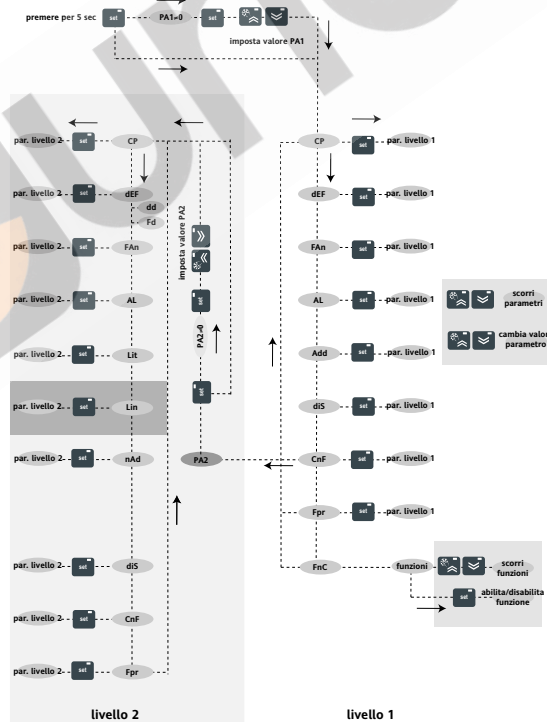 premere per 5 sec set PA1≠0 set
imposta valore PA1
par. livello 2 set CP
CP set par. livello 1
par. livello 2 set dEF
dd
Fd
dEF set par. livello 1
imposta valore PA2
par. livello 2 set FAn
FAn set par. livello 1
par. livello 2 set AL
set
AL set par. livello 1
scorri
parametri
cambia valore
parametro
PA2≠0
par. livello 2 set Lit
Add set par. livello 1
set
par. livello 2 set Lin
diS set par. livello 1
par. livello 2 set nAd
PA2
CnF set par. livello 1
Fpr set par. livello 1
par. livello 2 set diS
FnC funzioni
scorri
funzioni
set abilita/disabilita
funzione
par. livello 2 set CnF
par. livello 2 set Fpr
livello 2
livello 1